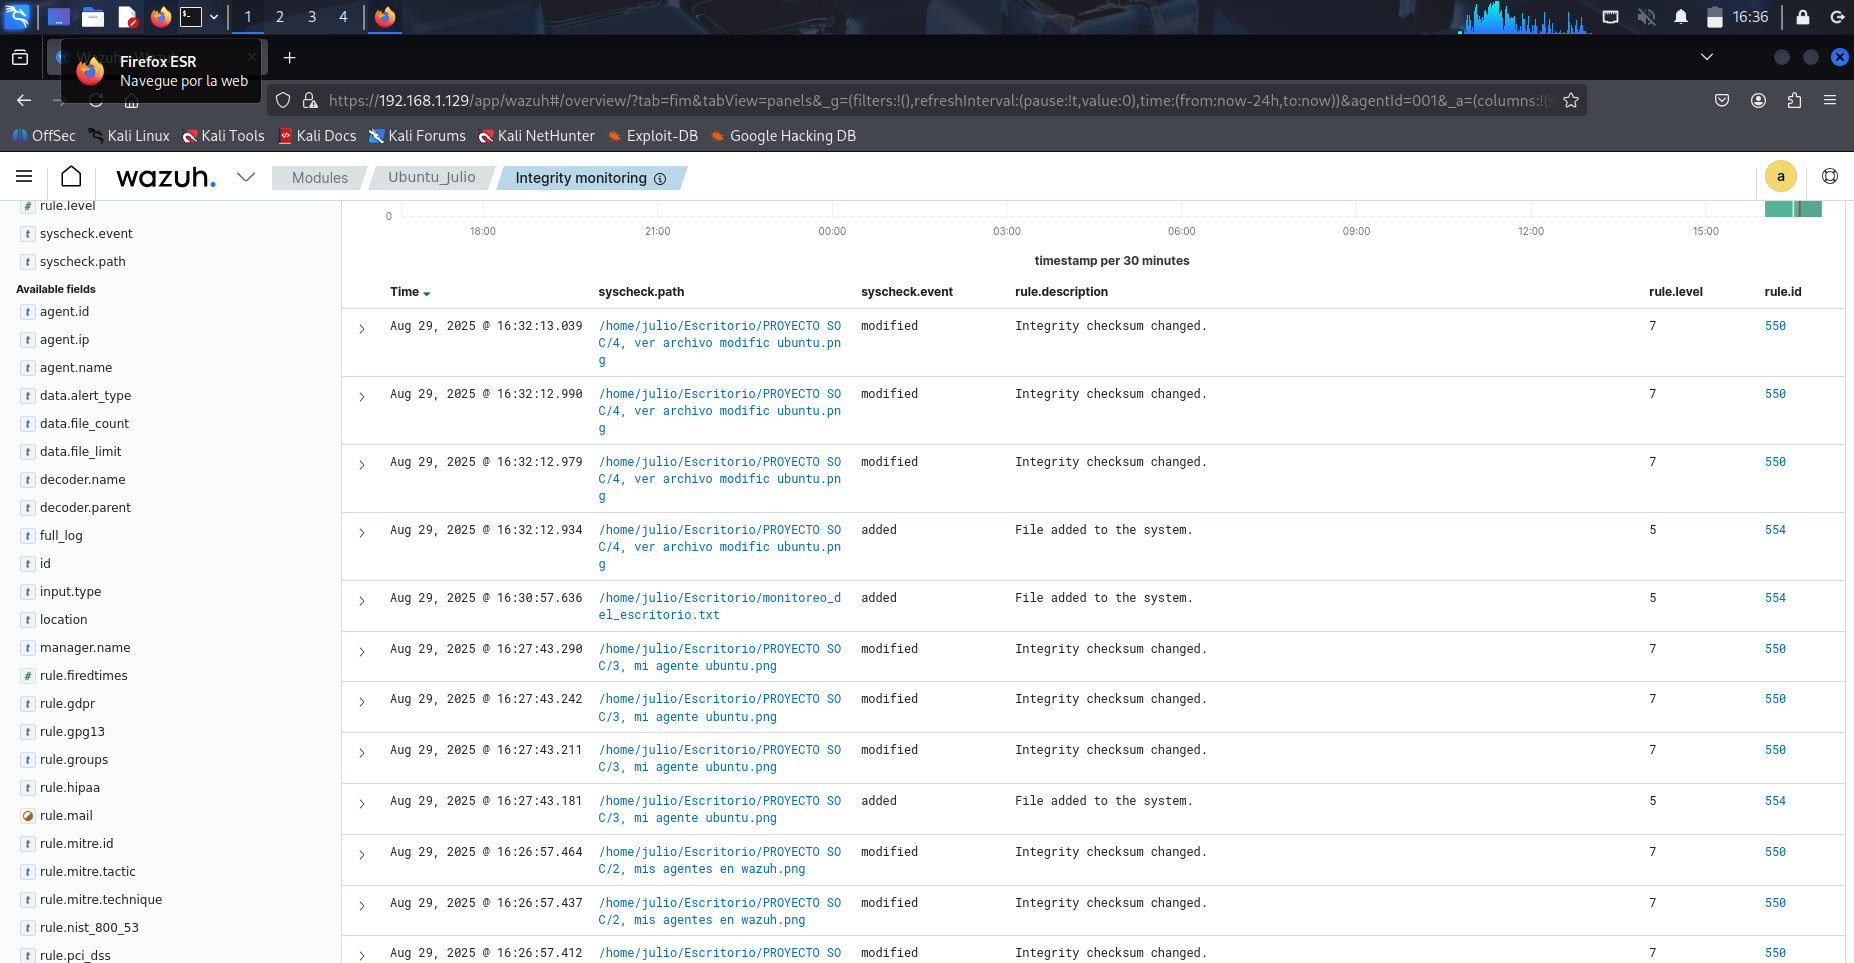 1 2 3 4 16:36
Firefox ESR
Navegue por la web
https://192.168.1.129/app/wazuh#/overview/?tab=fim&tabView=panels&_g=(filters:!(),refreshInterval:(pause:!t,value:0),time:(from:now-24h,to:now))&agentId=001&_a=(columns:!(
OffSec Kali Linux Kali Tools Kali Docs Kali Forums Kali NetHunter Exploit-DB Google Hacking DB
wazuh. Modules Ubuntu_Julio Integrity monitoring a
# rule.level
t syscheck.event
t syscheck.path
Available fields
t agent.id
t agent.ip
t agent.name
t data.alert_type
t data.file_count
t data.file_limit
t decoder.name
t decoder.parent
t full_log
t id
t input.type
t location
t manager.name
# rule.firedtimes
t rule.gdpr
t rule.gpg13
t rule.groups
t rule.hipaa
rule.mail
t rule.mitre.id
t rule.mitre.tactic
t rule.mitre.technique
t rule.nist_800_53
t rule.pci_dss
0
18:00 21:00 00:00 03:00 06:00 09:00 12:00 15:00
timestamp per 30 minutes
Time syscheck.path syscheck.event rule.description rule.level rule.id
Aug 29, 2025 @ 16:32:13.039 /home/julio/Escritorio/PROYECTO SO modified Integrity checksum changed. 7 550
C/4, ver archivo modific ubuntu.pn
g
Aug 29, 2025 @ 16:32:12.990 /home/julio/Escritorio/PROYECTO SO modified Integrity checksum changed. 7 550
C/4, ver archivo modific ubuntu.pn
g
Aug 29, 2025 @ 16:32:12.979 /home/julio/Escritorio/PROYECTO SO modified Integrity checksum changed. 7 550
C/4, ver archivo modific ubuntu.pn
g
Aug 29, 2025 @ 16:32:12.934 /home/julio/Escritorio/PROYECTO SO added File added to the system. 5 554
C/4, ver archivo modific ubuntu.pn
g
Aug 29, 2025 @ 16:30:57.636 /home/julio/Escritorio/monitoreo_d added File added to the system. 5 554
el_escritorio.txt
Aug 29, 2025 @ 16:27:43.290 /home/julio/Escritorio/PROYECTO SO modified Integrity checksum changed. 7 550
C/3, mi agente ubuntu.png
Aug 29, 2025 @ 16:27:43.242 /home/julio/Escritorio/PROYECTO SO modified Integrity checksum changed. 7 550
C/3, mi agente ubuntu.png
Aug 29, 2025 @ 16:27:43.211 /home/julio/Escritorio/PROYECTO SO modified Integrity checksum changed. 7 550
C/3, mi agente ubuntu.png
Aug 29, 2025 @ 16:27:43.181 /home/julio/Escritorio/PROYECTO SO added File added to the system. 5 554
C/3, mi agente ubuntu.png
Aug 29, 2025 @ 16:26:57.464 /home/julio/Escritorio/PROYECTO SO modified Integrity checksum changed. 7 550
C/2, mis agentes en wazuh.png
Aug 29, 2025 @ 16:26:57.437 /home/julio/Escritorio/PROYECTO SO modified Integrity checksum changed. 7 550
C/2, mis agentes en wazuh.png
Aug 29, 2025 @ 16:26:57.412 /home/julio/Escritorio/PROYECTO SO modified Integrity checksum changed. 7 550